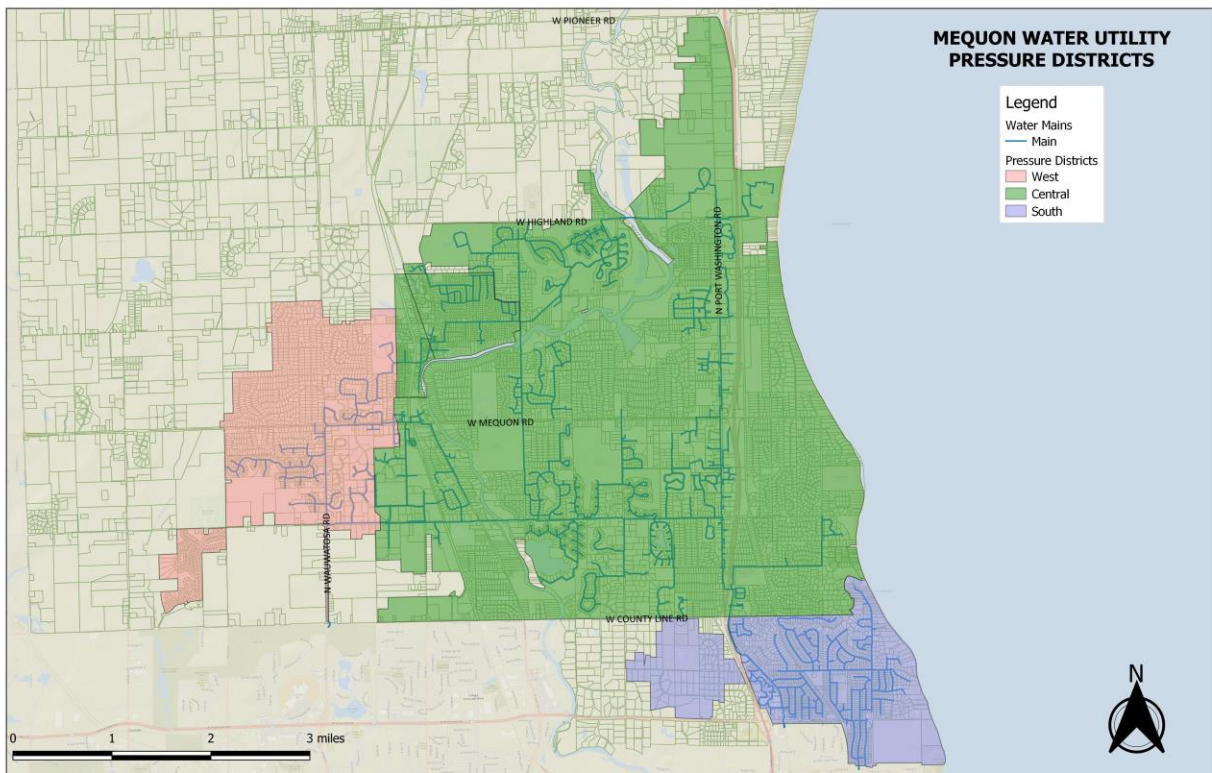 W PIONEER RD
MEQUON WATER UTILITY
PRESSURE DISTRICTS
Legend
Water Mains
Main
Pressure Districts
West
Central
South
W HIGHLAND RD
N PORT WASHINGTON RD
W MEQUON RD
N WAUWATOSA RD
W COUNTY LINE RD
N
0 1 2 3 miles